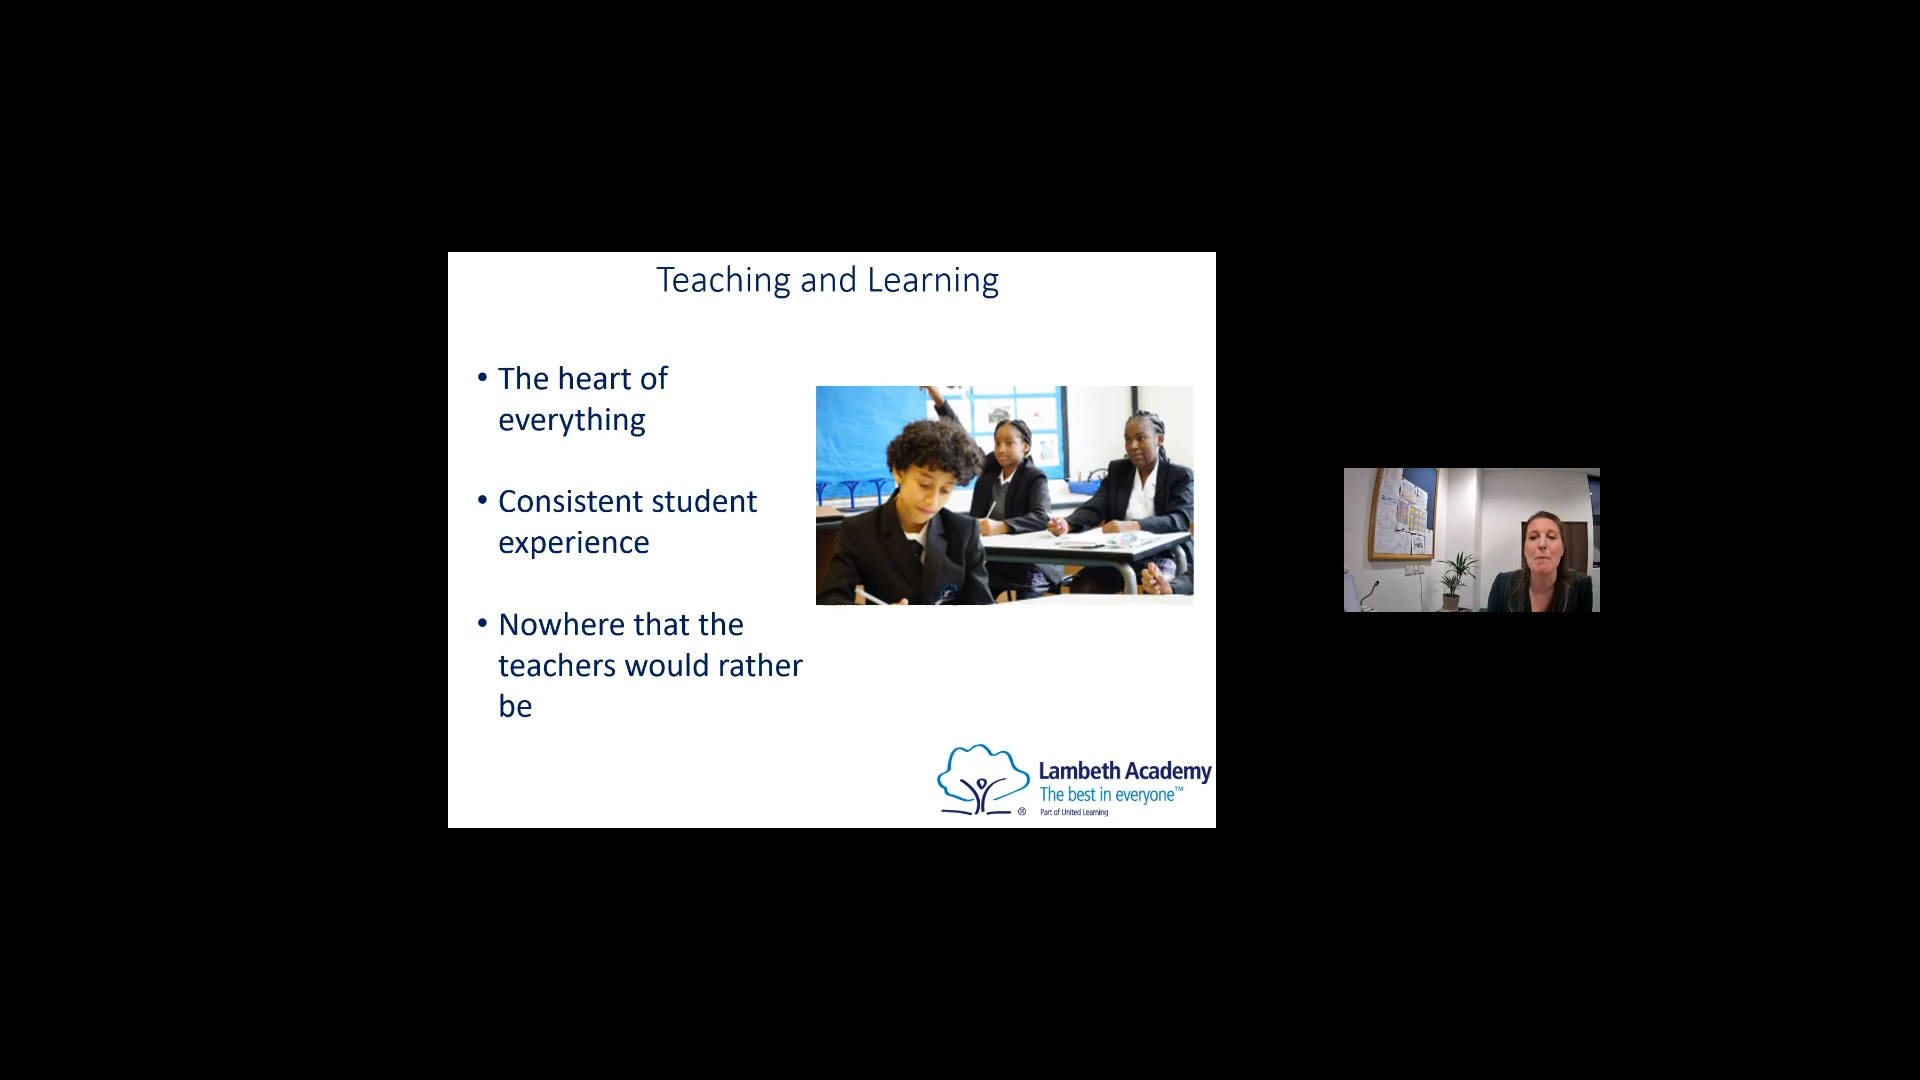 Teaching and Learning
• The heart of
everything
• Consistent student
experience
• Nowhere that the
teachers would rather
be
Lambeth Academy
The best in everyone™
® Part of United Learning